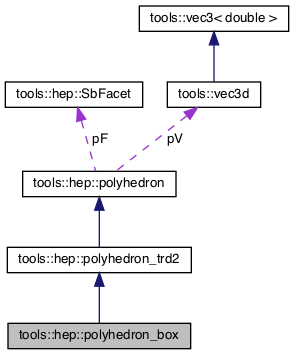 tools::vec3< double >
tools::hep::SbFacet
tools::vec3d
pF
pV
tools::hep::polyhedron
tools::hep::polyhedron_trd2
tools::hep::polyhedron_box